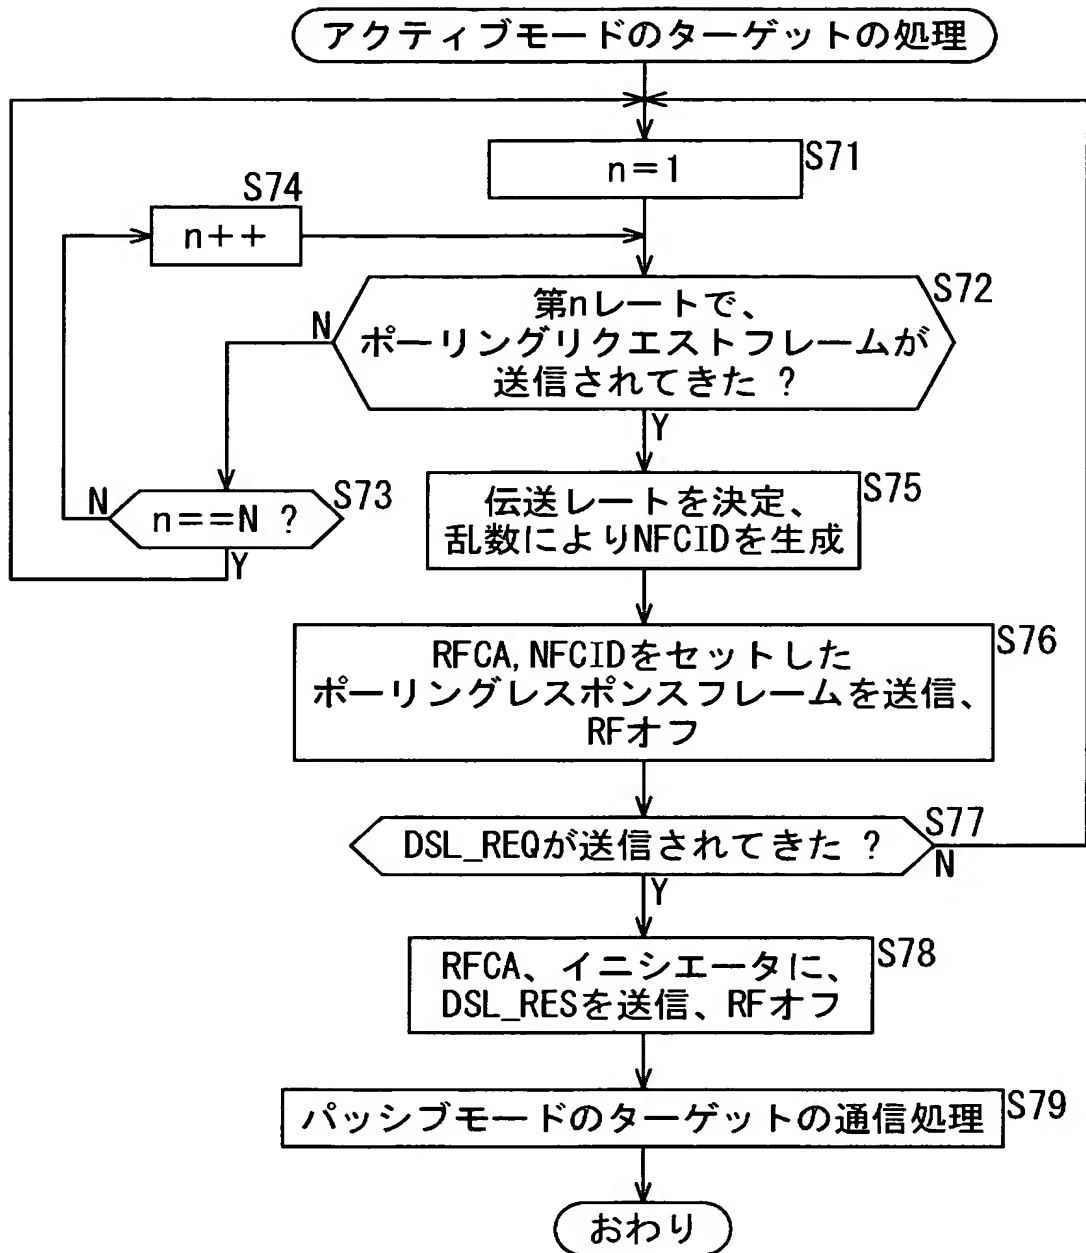 アクティブモードのターゲットの処理
S71
n=1
S74
n++
S72
第nレートで、
ポーリングリクエストフレームが
送信されてきた ?
N
Y
S73
n==N ?
N
Y
S75
伝送レートを決定、
乱数によりNFCIDを生成
S76
RFCA,NFCIDをセットした
ポーリングレスポンスフレームを送信、
RFオフ
S77
DSL_REQが送信されてきた ?
N
Y
S78
RFCA、イニシエータに、
DSL_RESを送信、RFオフ
S79
パッシブモードのターゲットの通信処理
おわり